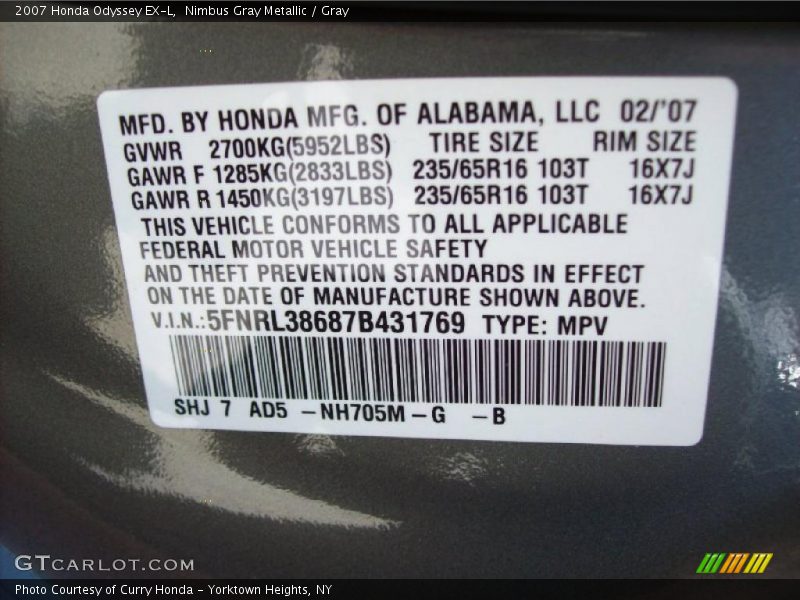 2007 Honda Odyssey EX-L,  Nimbus Gray Metallic / Gray
MFD. BY HONDA MFG. OF ALABAMA, LLC 02/'07
GVWR 2700KG(5952LBS) TIRE SIZE RIM SIZE
GAWR F 1285KG(2833LBS) 235/65R16 103T 16X7J
GAWR R 1450KG(3197LBS) 235/65R16 103T 16X7J
THIS VEHICLE CONFORMS TO ALL APPLICABLE
FEDERAL MOTOR VEHICLE SAFETY
AND THEFT PREVENTION STANDARDS IN EFFECT
ON THE DATE OF MANUFACTURE SHOWN ABOVE.
V.I.N.:5FNRL38687B431769 TYPE: MPV
SHJ 7 AD5 -NH705M-G -B
GTCARLOT.COM
Photo Courtesy of Curry Honda - Yorktown Heights, NY